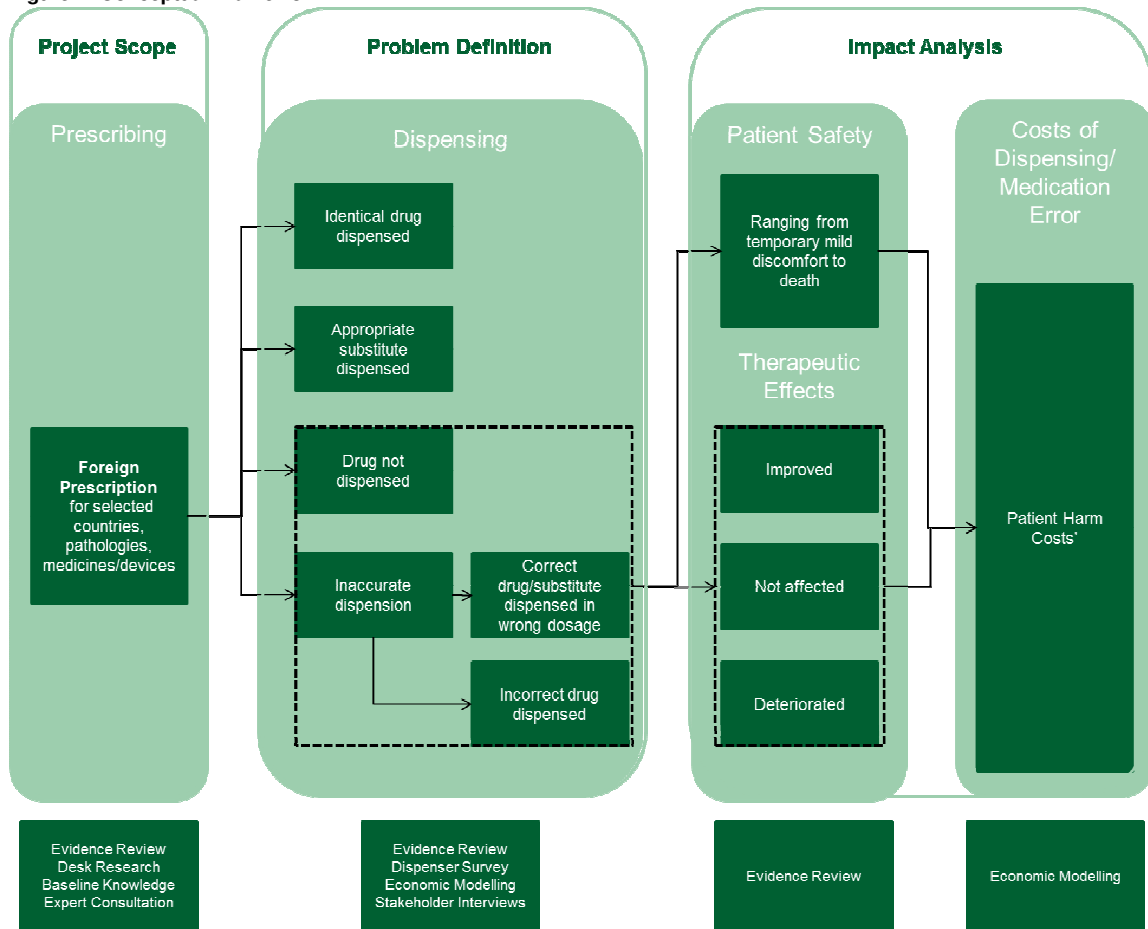 Project Scope
Problem Definition
Impact Analysis
Prescribing
Dispensing
Patient Safety
Costs of
Dispensing/
Medication
Error
Identical drug
dispensed
Ranging from
temporary mild
discomfort to
death
Appropriate
substitute
dispensed
Therapeutic
Effects
Foreign
Prescription
for selected
countries,
pathologies,
medicines/devices
Drug not
dispensed
Improved
Inaccurate
dispension
Correct
drug/substitute
dispensed in
wrong dosage
Not affected
Patient Harm
Costs*
Incorrect drug
dispensed
Deteriorated
Evidence Review
Desk Research
Baseline Knowledge
Expert Consultation
Evidence Review
Dispenser Survey
Economic Modelling
Stakeholder Interviews
Evidence Review
Economic Modelling